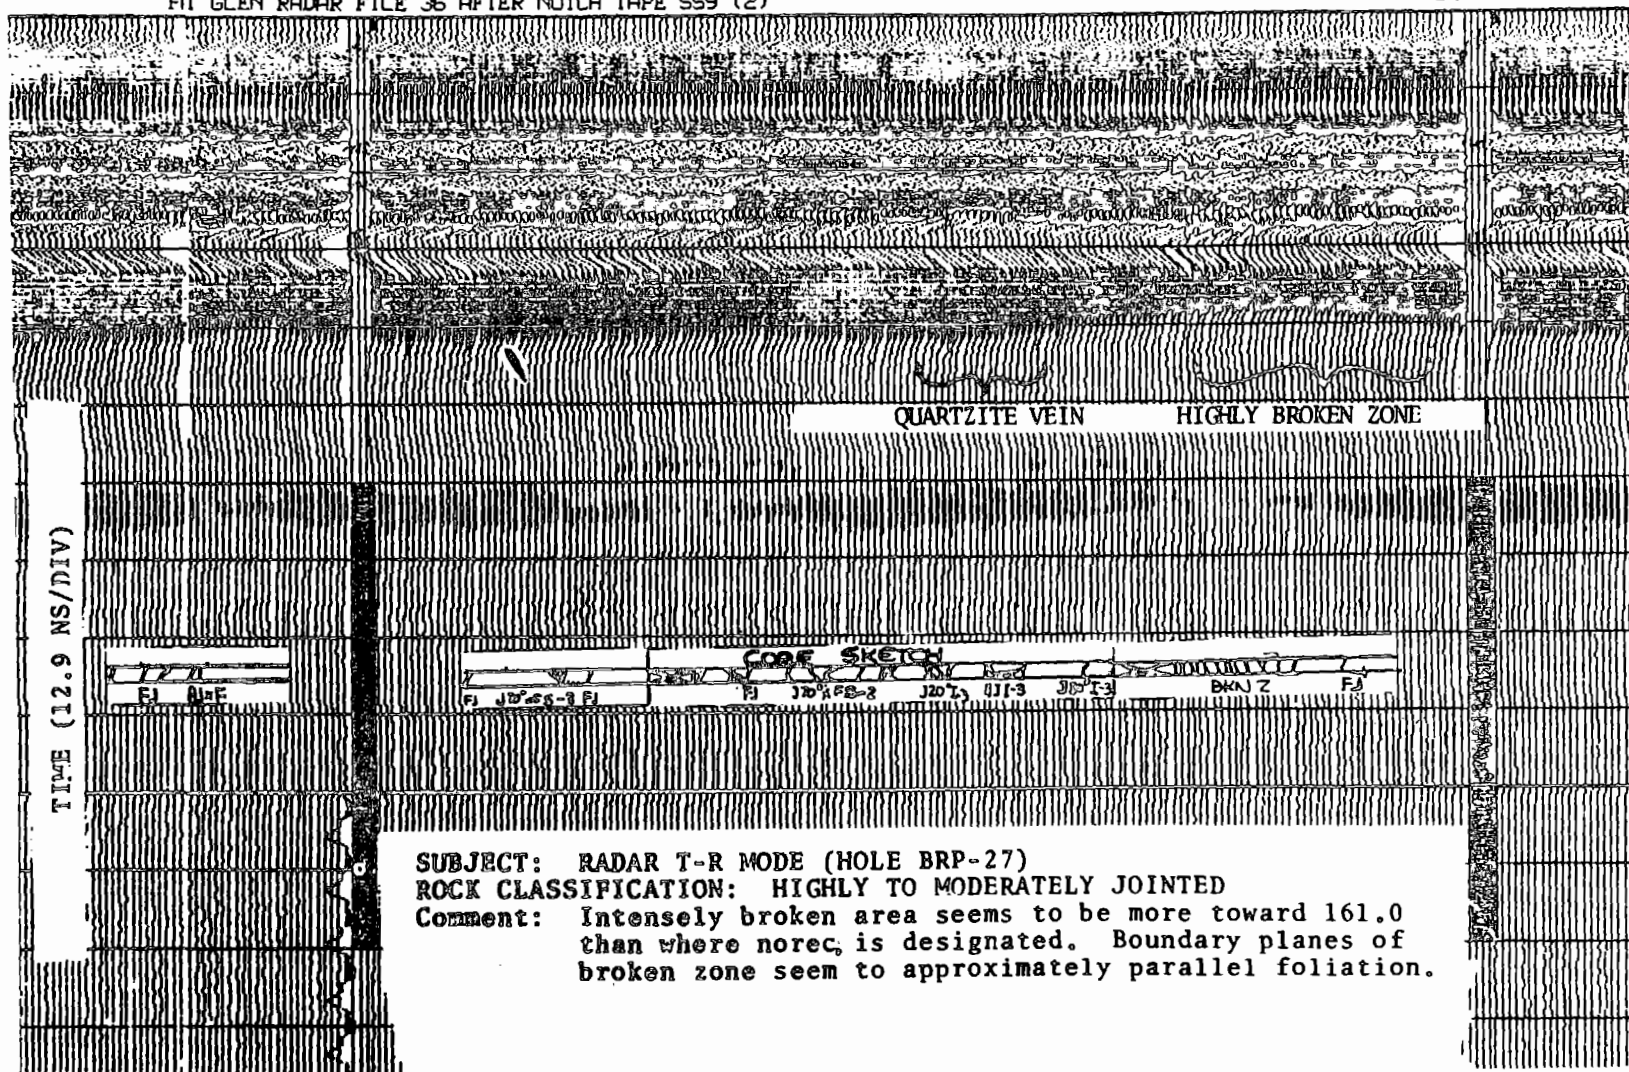 GLEN RADAR FILE 36 AFTER NOTCH TAPE 559 (2)
QUARTZITE VEIN HIGHLY BROKEN ZONE
TIME (12.9 NS/DIV)
CORE SKETCH
FJ
FJ FJ FJ BKN Z FJ
SUBJECT: RADAR T-R MODE (HOLE BRP-27)
ROCK CLASSIFICATION: HIGHLY TO MODERATELY JOINTED
Comment: Intensely broken area seems to be more toward 161.0
than where norec, is designated. Boundary planes of
broken zone seem to approximately parallel foliation.